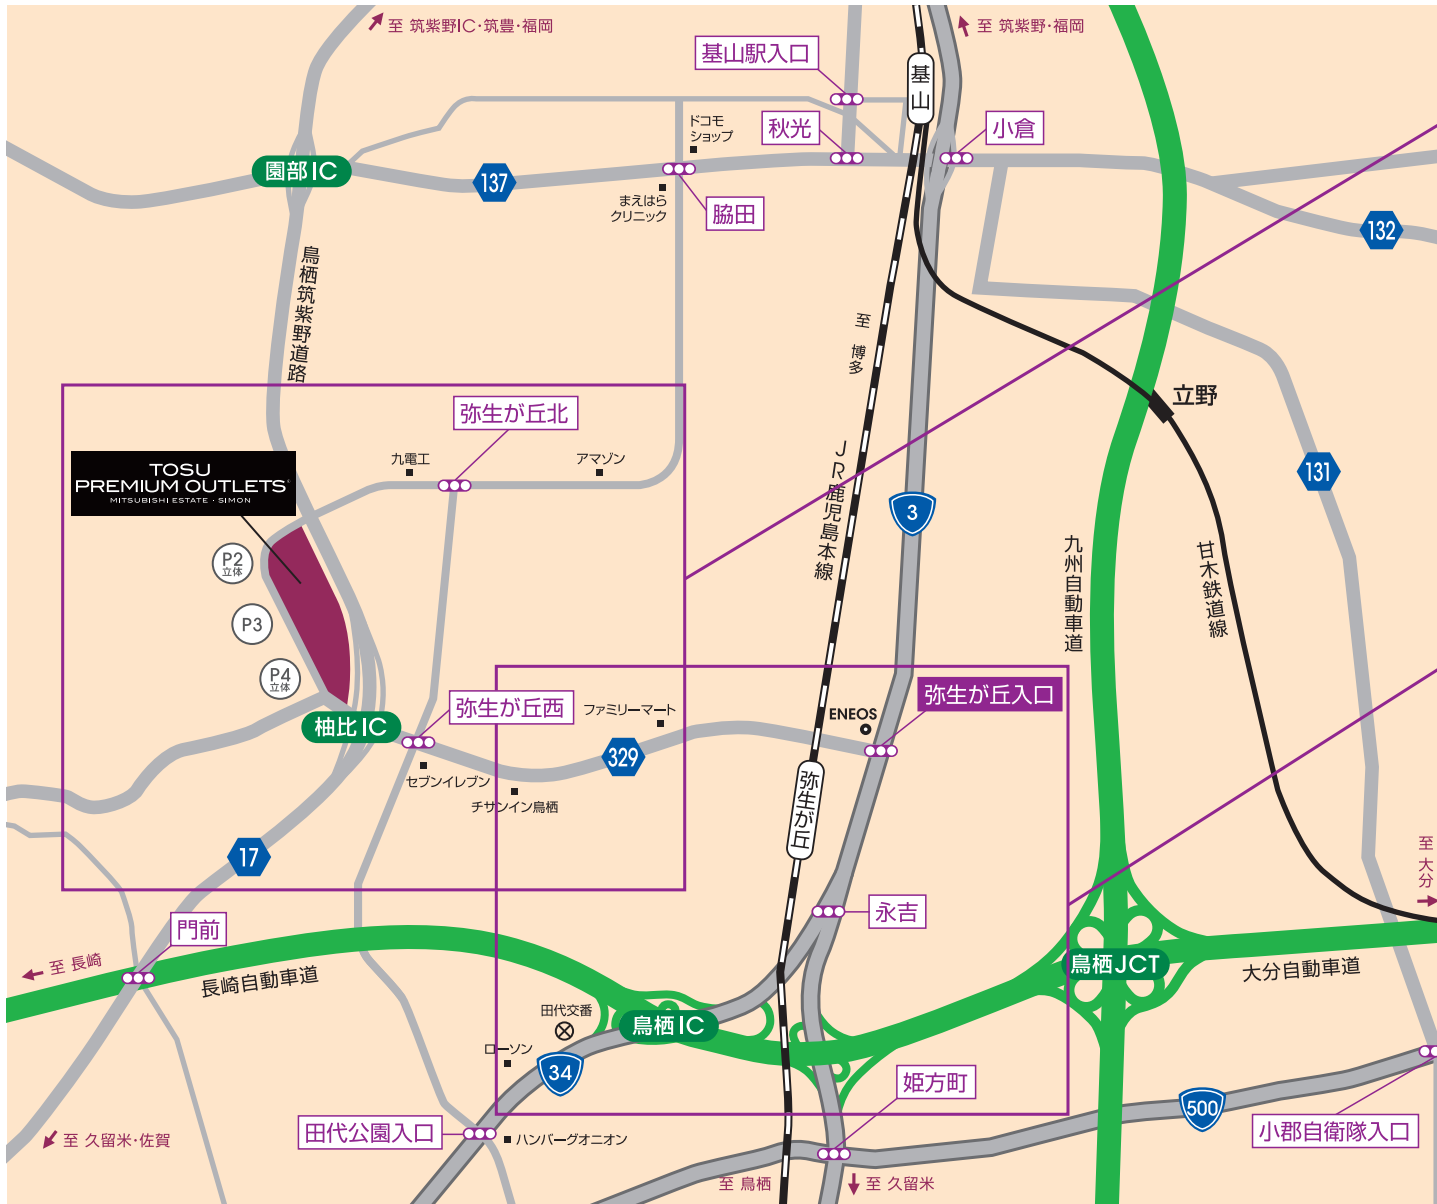 至 筑紫野IC・筑豊・福岡
至 筑紫野・福岡
基山駅入口
基山
ドコモ
ショップ
秋光
小倉
園部IC
137
まえはら
クリニック
脇田
132
鳥栖筑紫野道路
至 博多
立野
弥生が丘北
九電工
アマゾン
JR鹿児島本線
131
TOSU
PREMIUM OUTLETS®
MITSUBISHI ESTATE · SIMON
3
九州自動車道
甘木鉄道線
P2
立体
P3
P4
立体
弥生が丘西
ファミリーマート
ENEOS
弥生が丘入口
柚比IC
329
セブンイレブン
チサンイン鳥栖
弥生が丘
17
至 大分
永吉
門前
至 長崎
長崎自動車道
鳥栖JCT
大分自動車道
田代交番
鳥栖IC
ローソン
34
姫方町
500
田代公園入口
ハンバーグオニオン
小郡自衛隊入口
至 久留米・佐賀
至 鳥栖
至 久留米